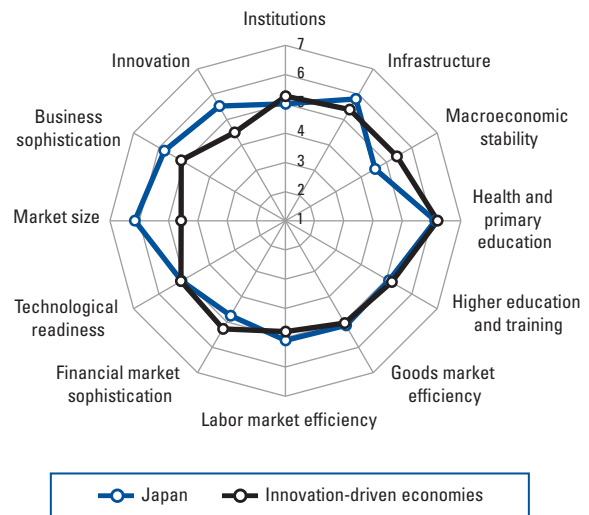 Institutions
7
Innovation
Infrastructure
6
5
Business
sophistication
Macroeconomic
stability
4
3
2
Market size
1
Health and
primary
education
Technological
readiness
Higher education
and training
Financial market
sophistication
Goods market
efficiency
Labor market efficiency
Japan
Innovation-driven economies